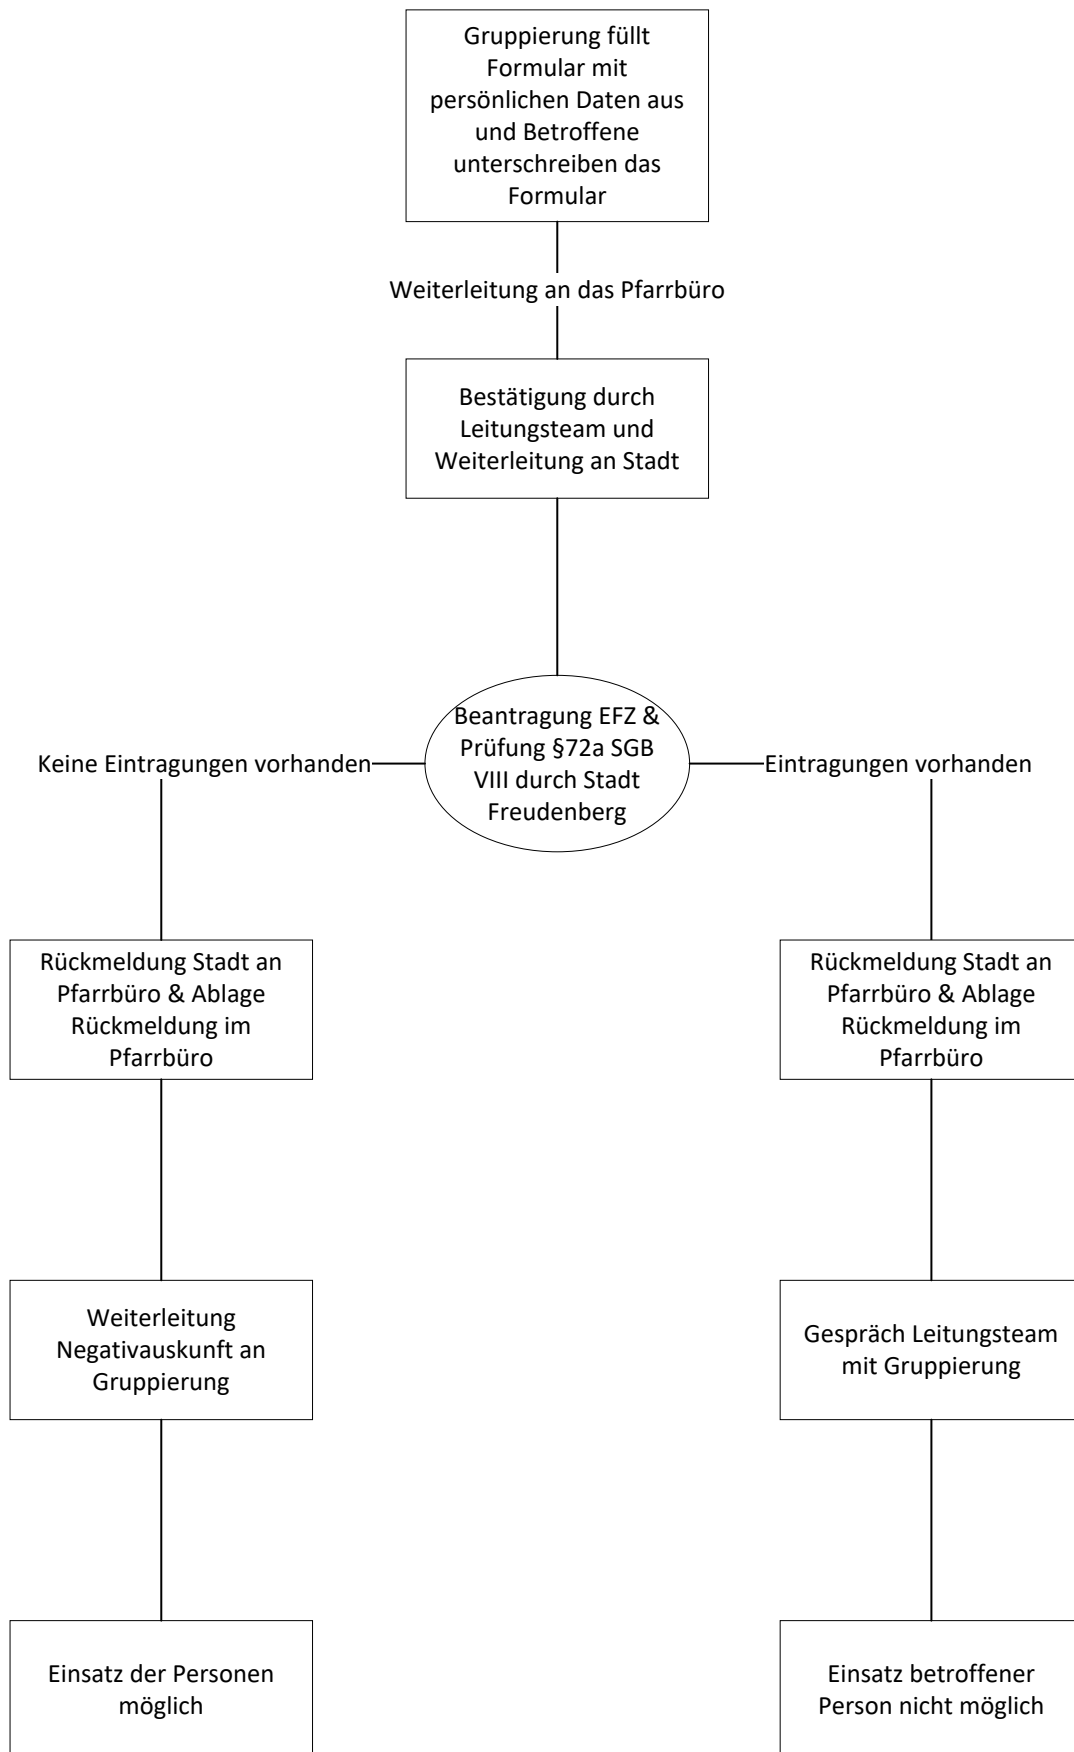 Gruppierung füllt
Formular mit
persönlichen Daten aus
und Betroffene
unterschreiben das
Formular
Weiterleitung an das Pfarrbüro
Bestätigung durch
Leitungsteam und
Weiterleitung an Stadt
Beantragung EFZ &
Prüfung §72a SGB
VIII durch Stadt
Freudenberg
Keine Eintragungen vorhanden
Eintragungen vorhanden
Rückmeldung Stadt an
Pfarrbüro & Ablage
Rückmeldung im
Pfarrbüro
Rückmeldung Stadt an
Pfarrbüro & Ablage
Rückmeldung im
Pfarrbüro
Weiterleitung
Negativauskunft an
Gruppierung
Gespräch Leitungsteam
mit Gruppierung
Einsatz der Personen
möglich
Einsatz betroffener
Person nicht möglich